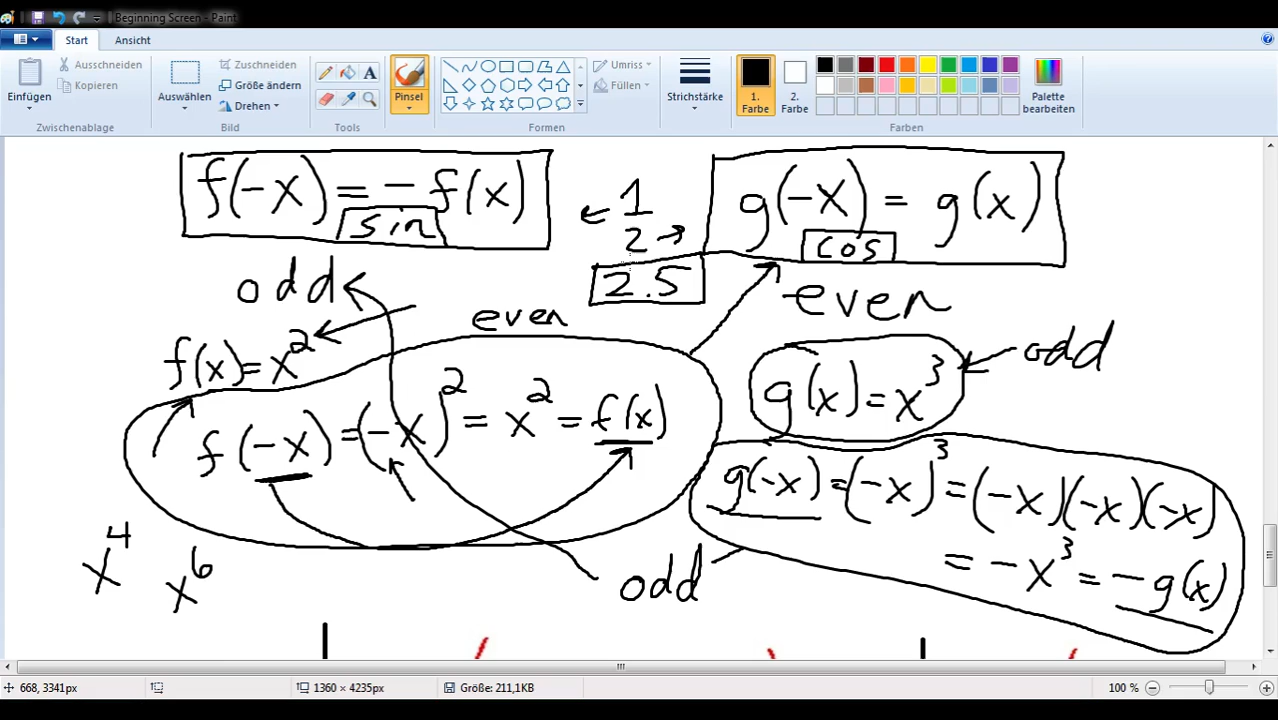 Beginning Screen - Paint
Start Ansicht
Einfügen
Ausschneiden
Kopieren
Zwischenablage
Auswählen
Zuschneiden
Größe ändern
Drehen
Bild
A
Tools
Pinsel
Umriss
Füllen
Formen
Strichstärke
1. Farbe
2. Farbe
Palette bearbeiten
Farben
f(-x) = -f(x)
sin
odd
1
2
2.5
g(-x) = g(x)
cos
even
f(x) = x²
even
f(-x) = (-x)² = x² = f(x)
g(x) = x³
odd
g(-x) = (-x)³ = (-x)(-x)(-x)
= -x³ = -g(x)
odd
x⁴ x⁶
668, 3341px
1360 × 4235px
Größe: 211,1KB
100 %